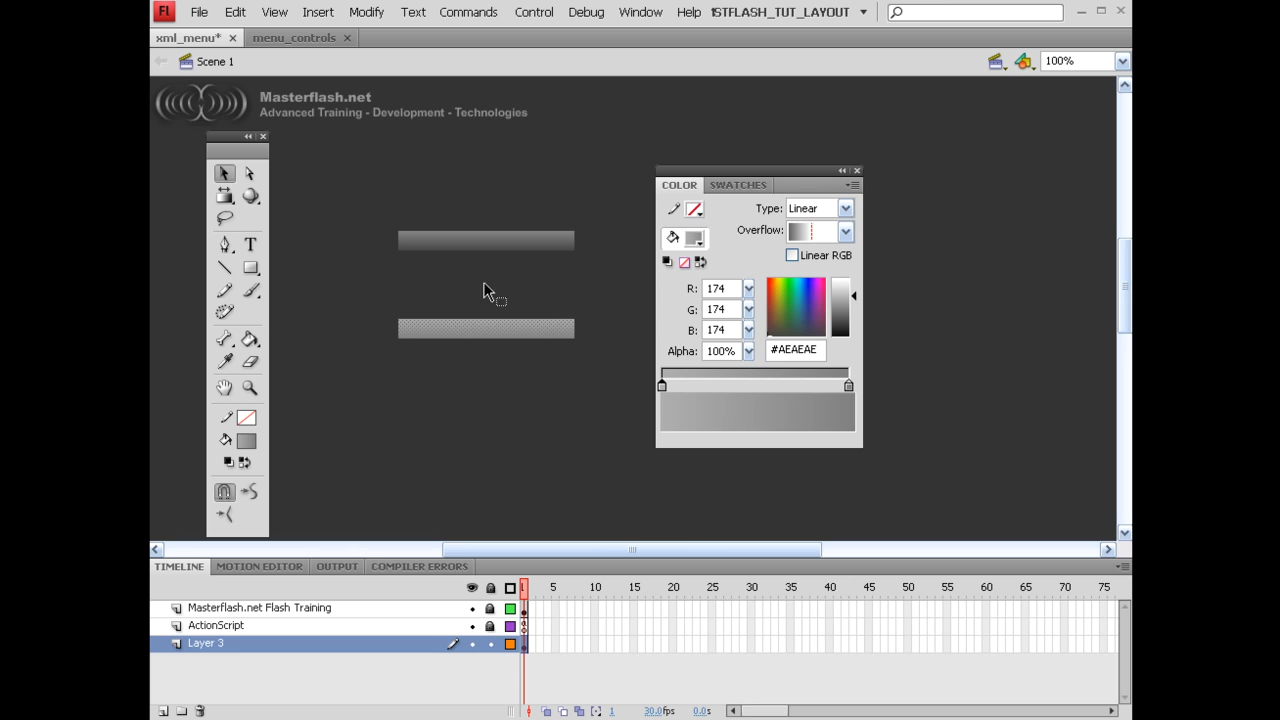 Fl File Edit View Insert Modify Text Commands Control Debug Window Help 1STFLASH_TUT_LAYOUT
xml_menu* menu_controls
Scene 1 100%
Masterflash.net
Advanced Training - Development - Technologies
COLOR SWATCHES
Type: Linear
Overflow:
Linear RGB
R: 174
G: 174
B: 174
Alpha: 100% #AEAEAE
T
TIMELINE MOTION EDITOR OUTPUT COMPILER ERRORS
1 5 10 15 20 25 30 35 40 45 50 55 60 65 70 75
Masterflash.net Flash Training
ActionScript
Layer 3
1 30.0fps 0.0s